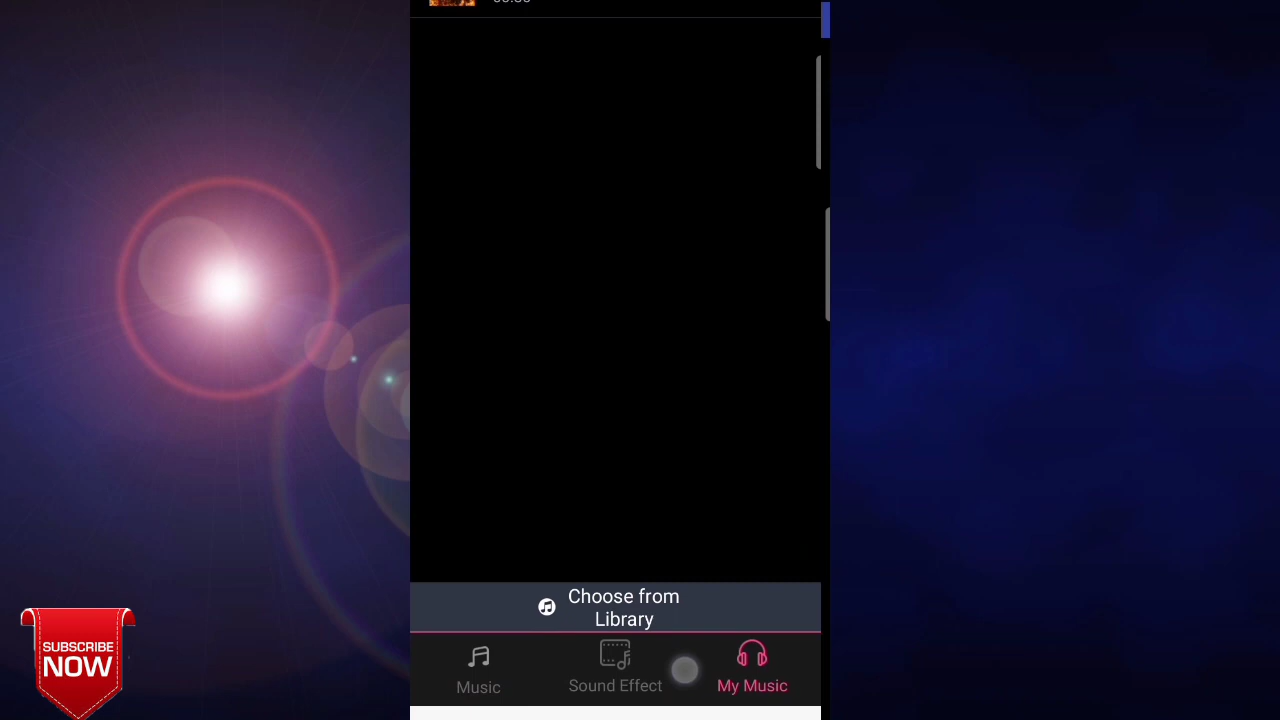 Choose from
Library
Music
Sound Effect
My Music
SUBSCRIBE
NOW